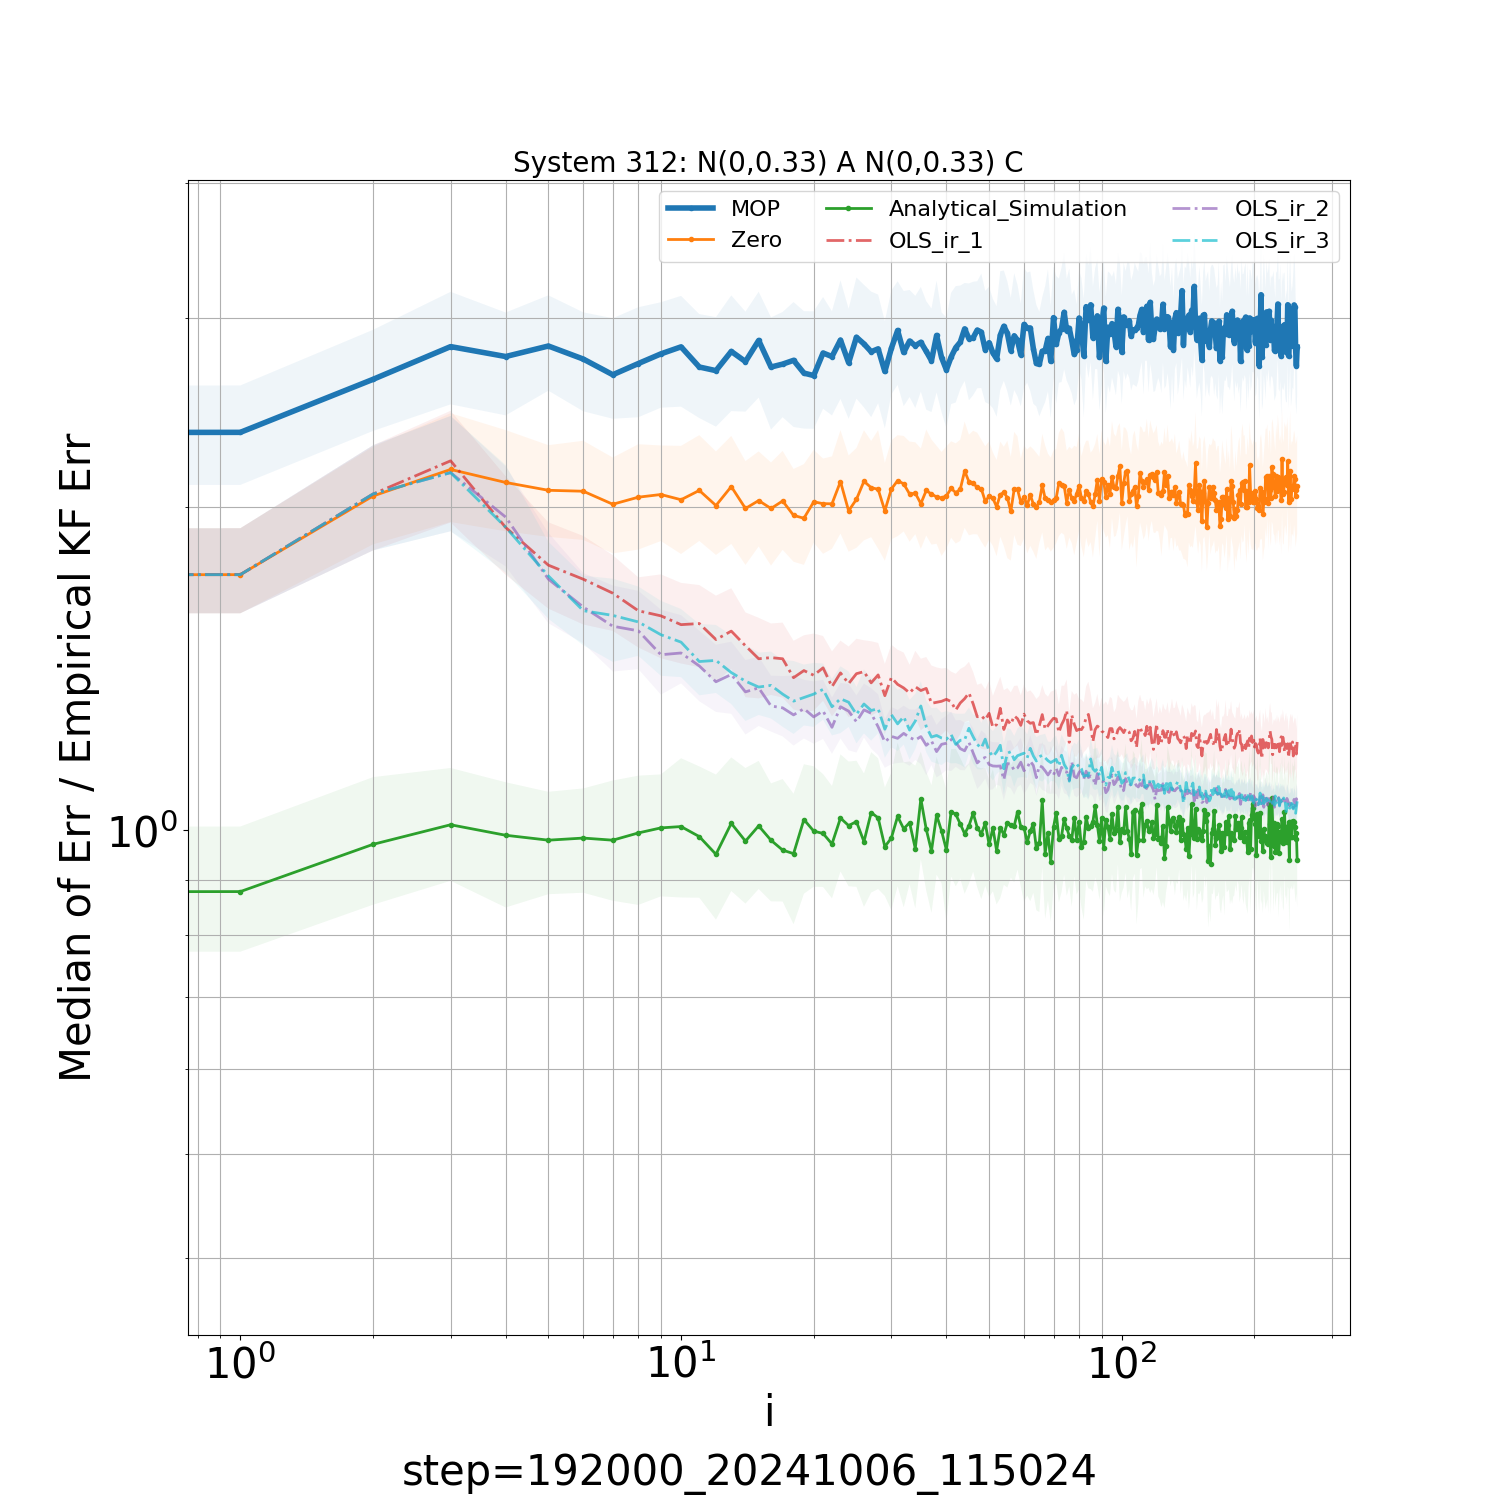 System 312: N(0,0.33) A N(0,0.33) C
MOP
Zero
Analytical_Simulation
OLS_ir_1
OLS_ir_2
OLS_ir_3
Median of Err / Empirical KF Err
10⁰
10⁰ 10¹ 10²
i
step=192000_20241006_115024